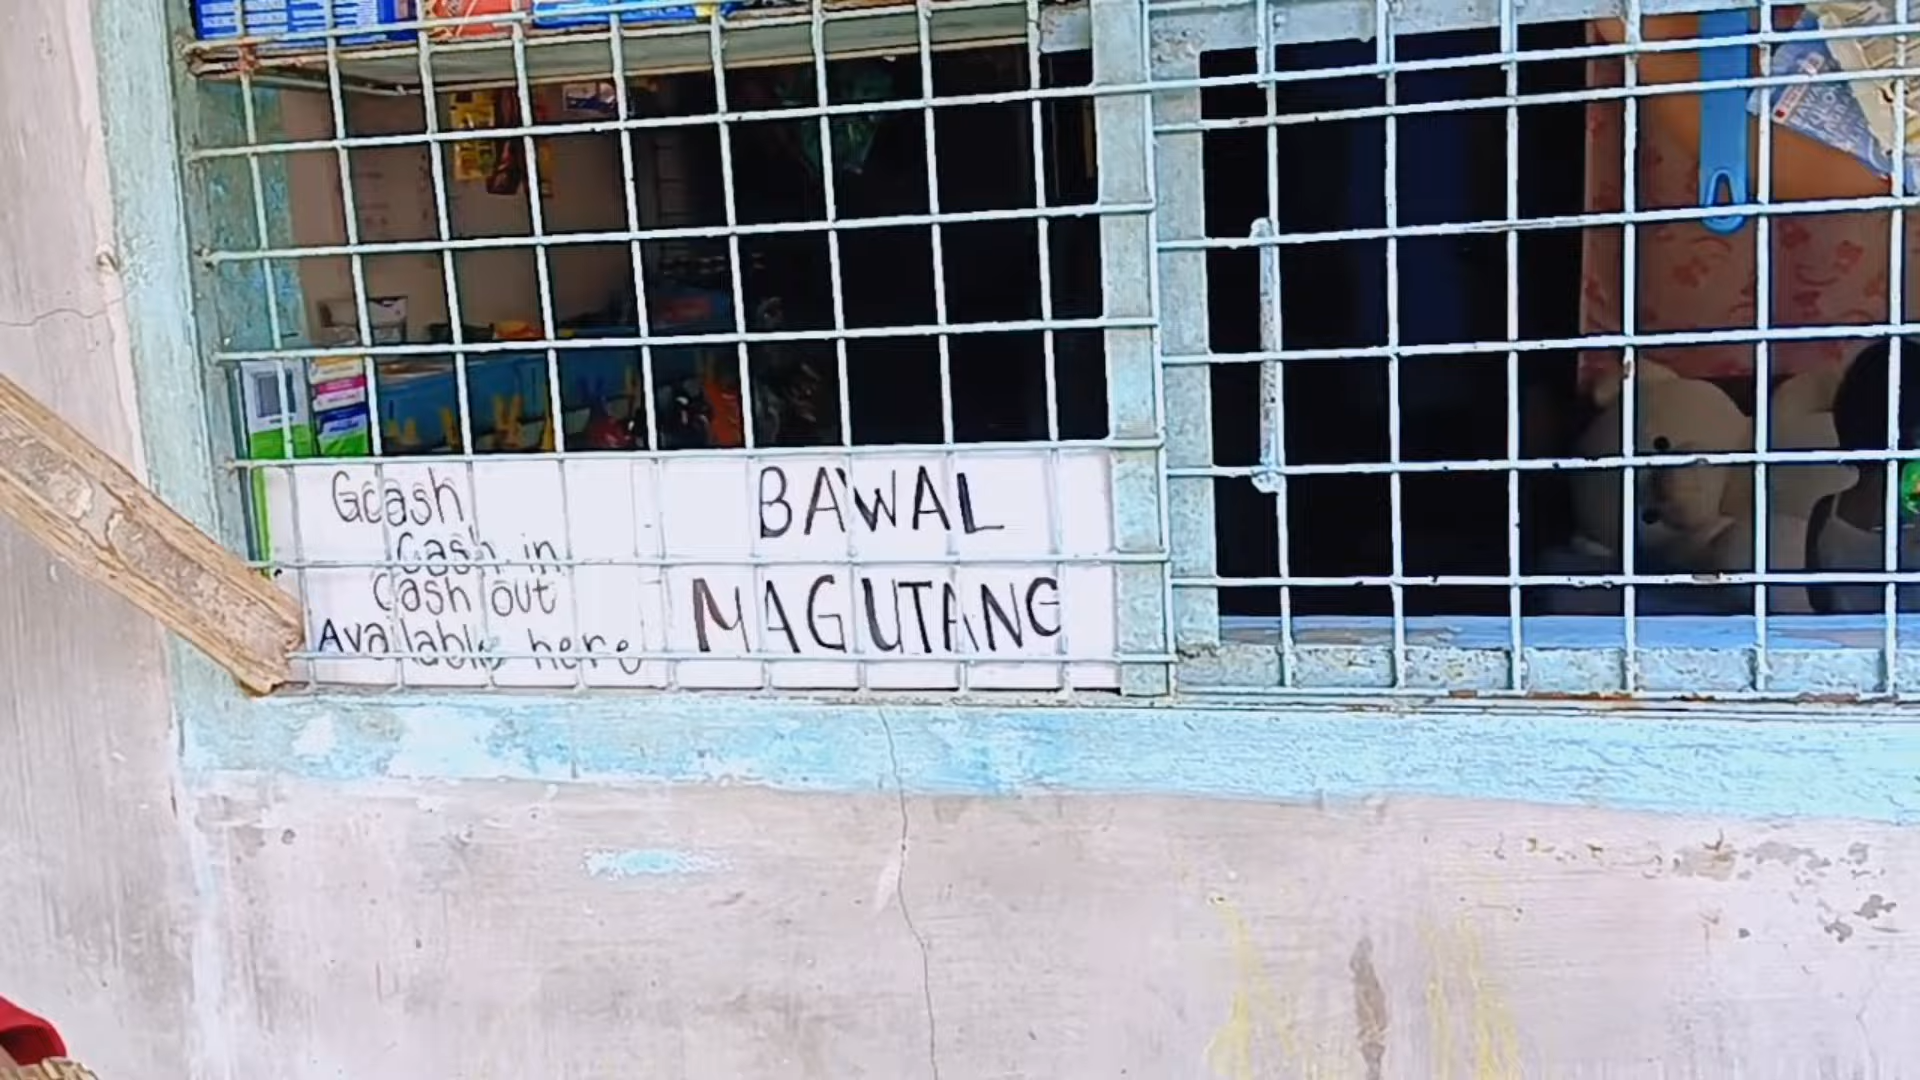 Gcash
Cash in
Cash out
Available here
BAWAL
MAGUTANG